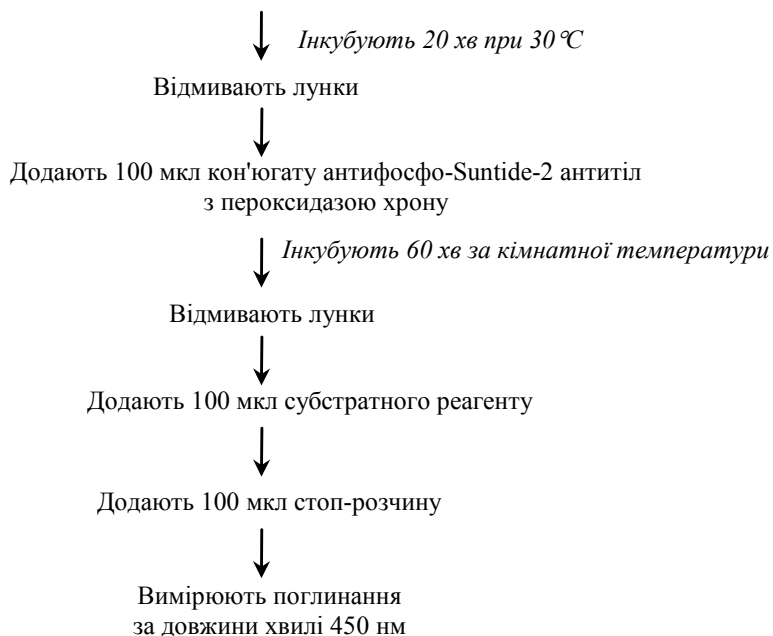 Інкубують 20 хв при 30℃
Відмивають лунки
Додають 100 мкл кон'югату антифосфо-Suntide-2 антитіл
з пероксидазою хрону
Інкубують 60 хв за кімнатної температури
Відмивають лунки
Додають 100 мкл субстратного реагенту
Додають 100 мкл стоп-розчину
Вимірюють поглинання
за довжини хвилі 450 нм